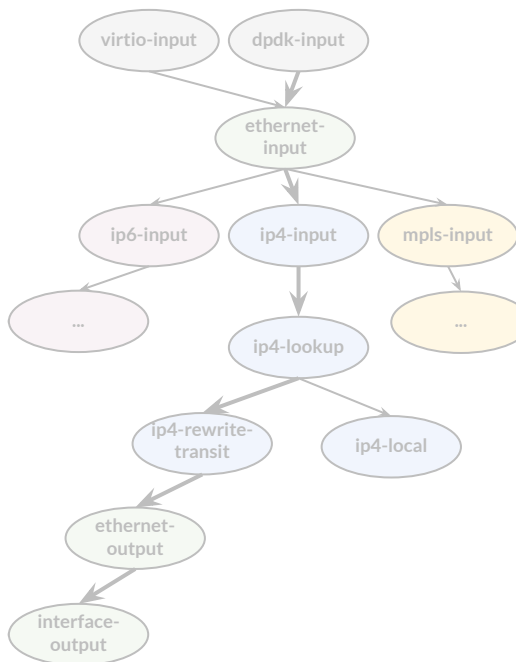 virtio-input
dpdk-input
ethernet-
input
ip6-input
ip4-input
mpls-input
...
...
ip4-lookup
ip4-rewrite-
transit
ip4-local
ethernet-
output
interface-
output